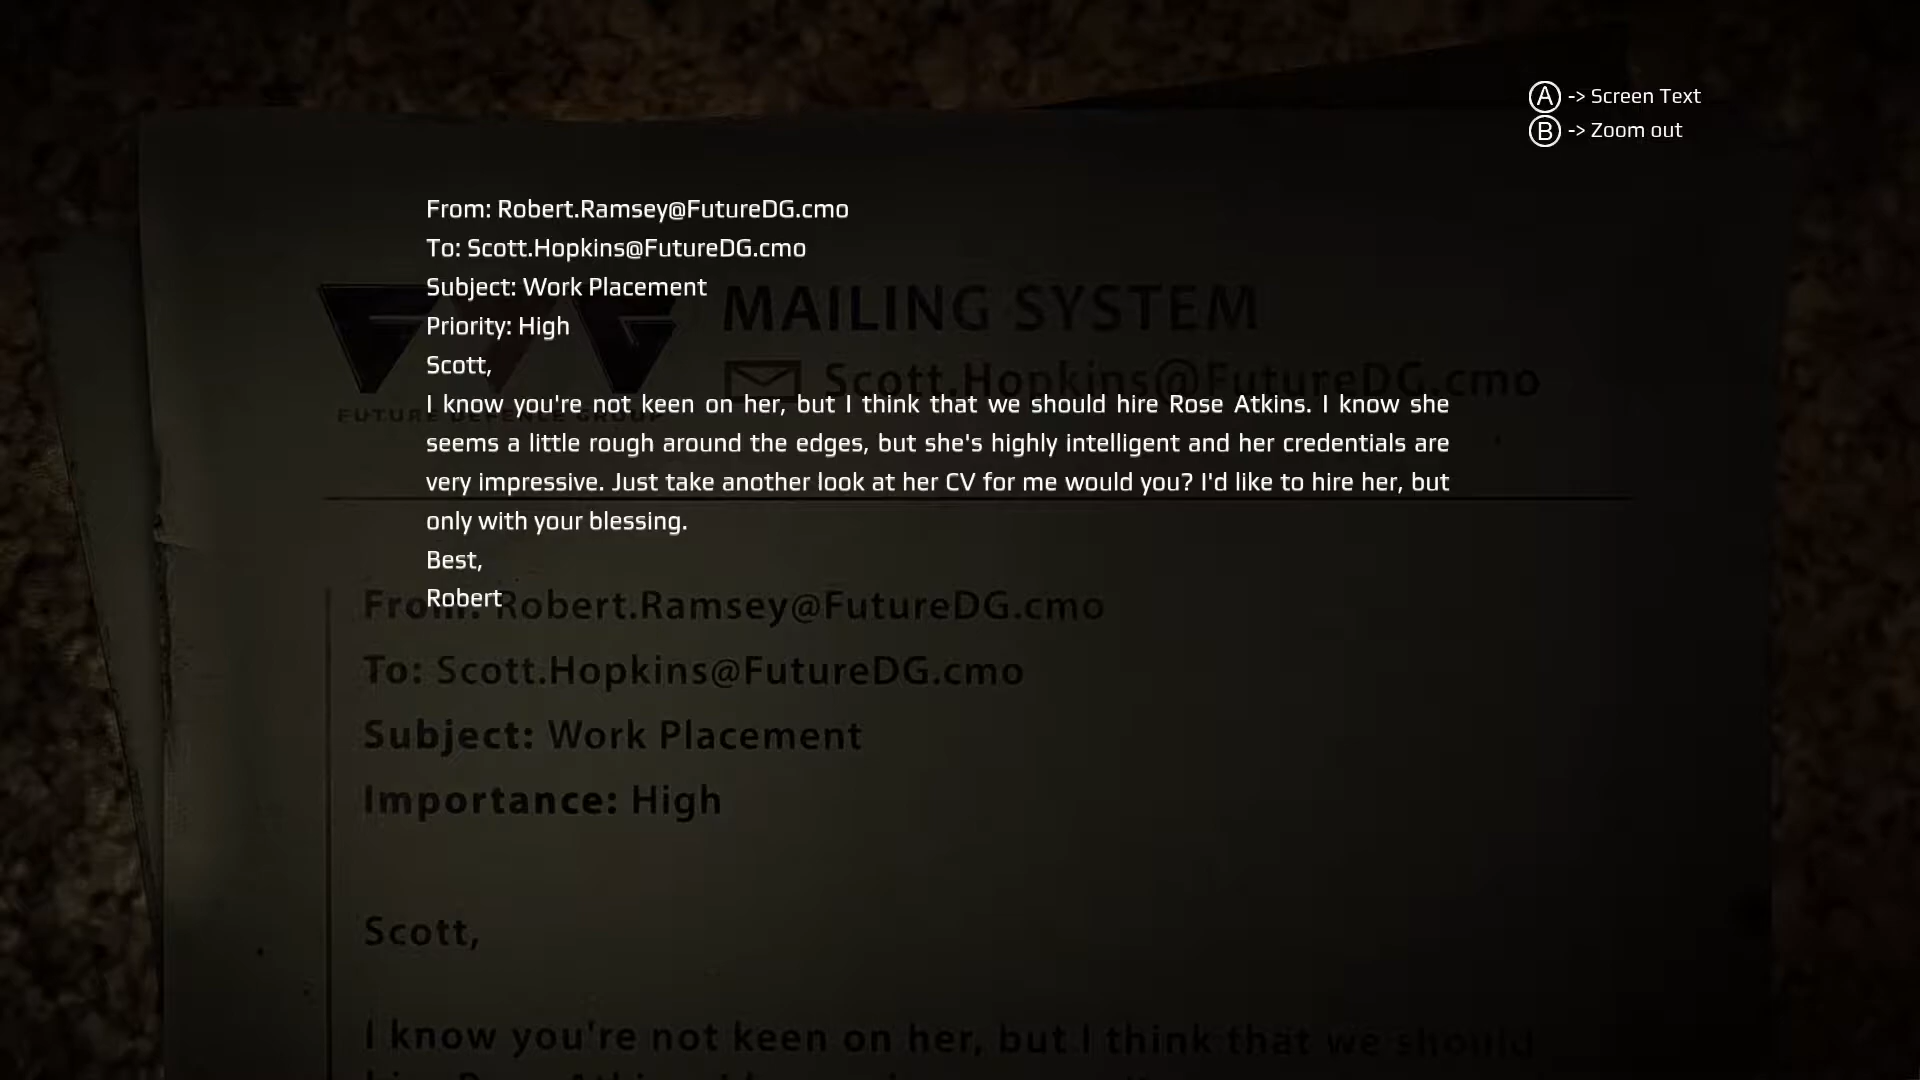 A -> Screen Text
B -> Zoom out
From: Robert.Ramsey@FutureDG.cmo
To: Scott.Hopkins@FutureDG.cmo
Subject: Work Placement
Priority: High
Scott,
I know you're not keen on her, but I think that we should hire Rose Atkins. I know she
seems a little rough around the edges, but she's highly intelligent and her credentials are
very impressive. Just take another look at her CV for me would you? I'd like to hire her, but
only with your blessing.
Best,
Robert
FUTURE DEFENCE GROUP
MAILING SYSTEM
Scott.Hopkins@FutureDG.cmo
From: Robert.Ramsey@FutureDG.cmo
To: Scott.Hopkins@FutureDG.cmo
Subject: Work Placement
Importance: High
Scott,
I know you're not keen on her, but I think that we should